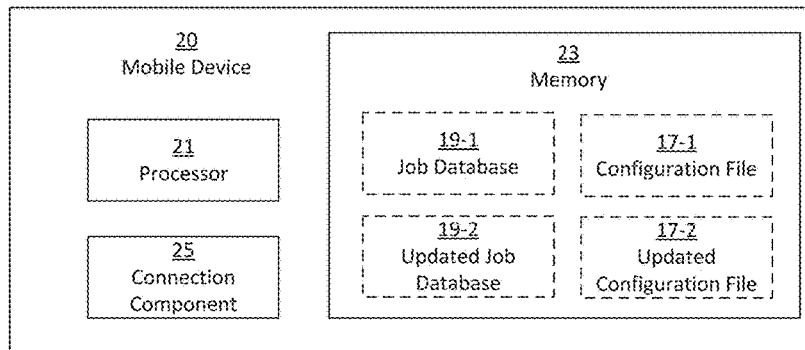 20
Mobile Device
21
Processor
25
Connection
Component
23
Memory
19-1
Job Database
17-1
Configuration File
19-2
Updated Job
Database
17-2
Updated
Configuration File